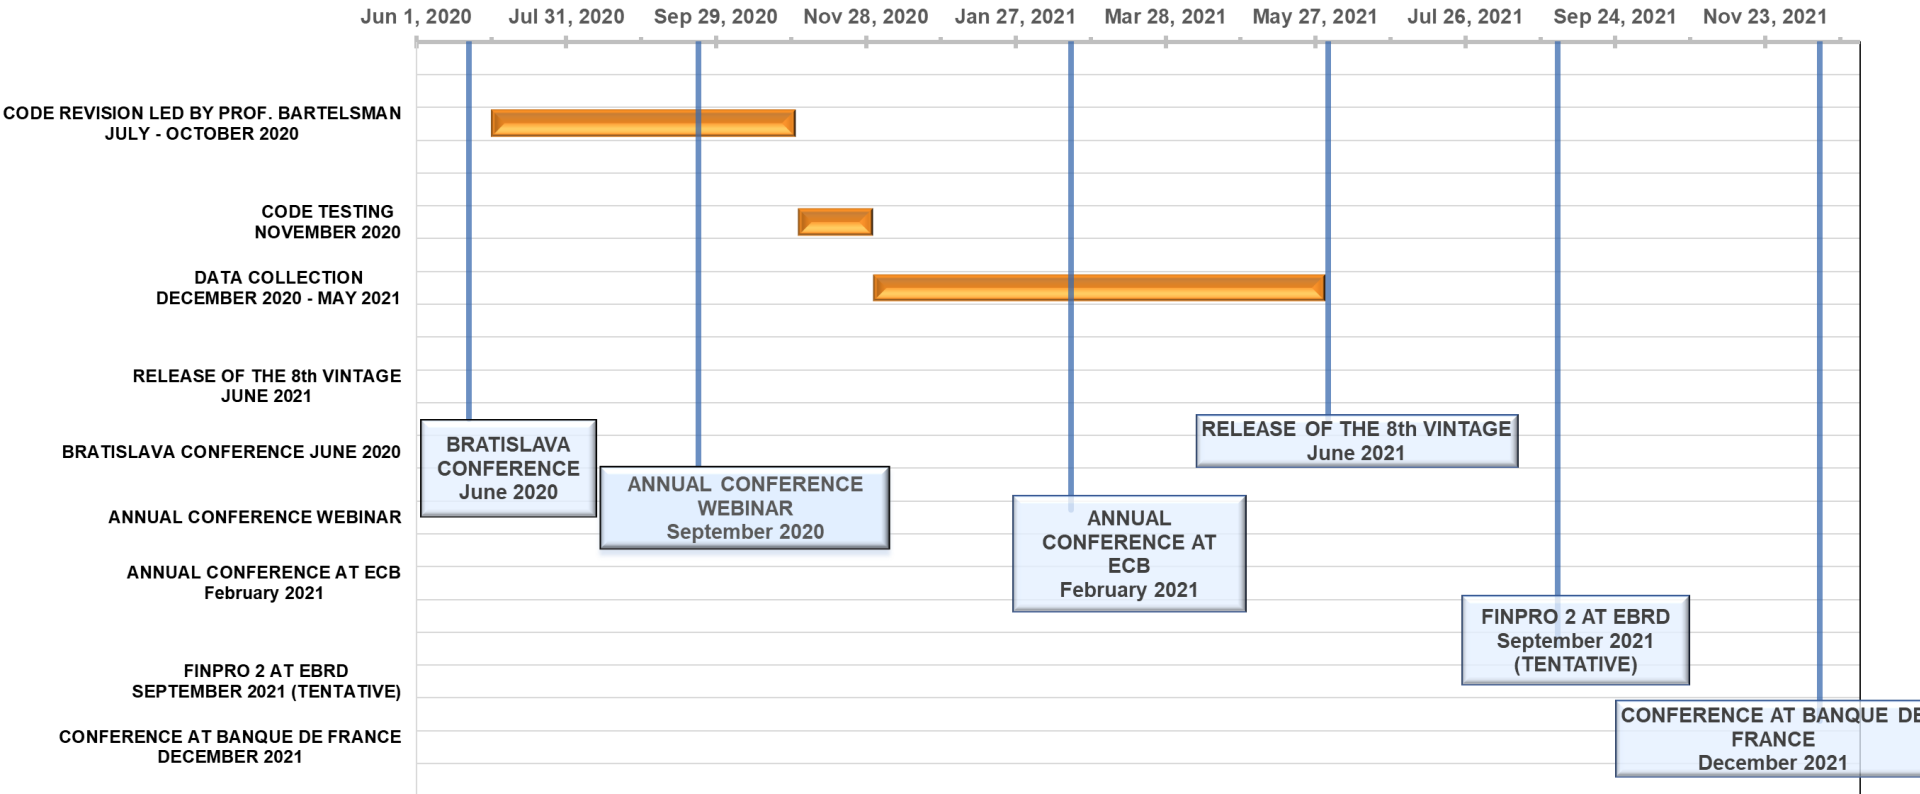 Jun 1, 2020
Jul 31, 2020
Sep 29, 2020
Nov 28, 2020
Jan 27, 2021
Mar 28, 2021
May 27, 2021
Jul 26, 2021
Sep 24, 2021
Nov 23, 2021
CODE REVISION LED BY PROF. BARTELSMAN
JULY - OCTOBER 2020
CODE TESTING
NOVEMBER 2020
DATA COLLECTION
DECEMBER 2020 - MAY 2021
RELEASE OF THE 8th VINTAGE
JUNE 2021
BRATISLAVA CONFERENCE JUNE 2020
ANNUAL CONFERENCE WEBINAR
ANNUAL CONFERENCE AT ECB
February 2021
FINPRO 2 AT EBRD
SEPTEMBER 2021 (TENTATIVE)
CONFERENCE AT BANQUE DE FRANCE
DECEMBER 2021
BRATISLAVA
CONFERENCE
June 2020
ANNUAL CONFERENCE
WEBINAR
September 2020
ANNUAL
CONFERENCE AT
ECB
February 2021
RELEASE OF THE 8th VINTAGE
June 2021
FINPRO 2 AT EBRD
September 2021
(TENTATIVE)
CONFERENCE AT BANQUE DE
FRANCE
December 2021